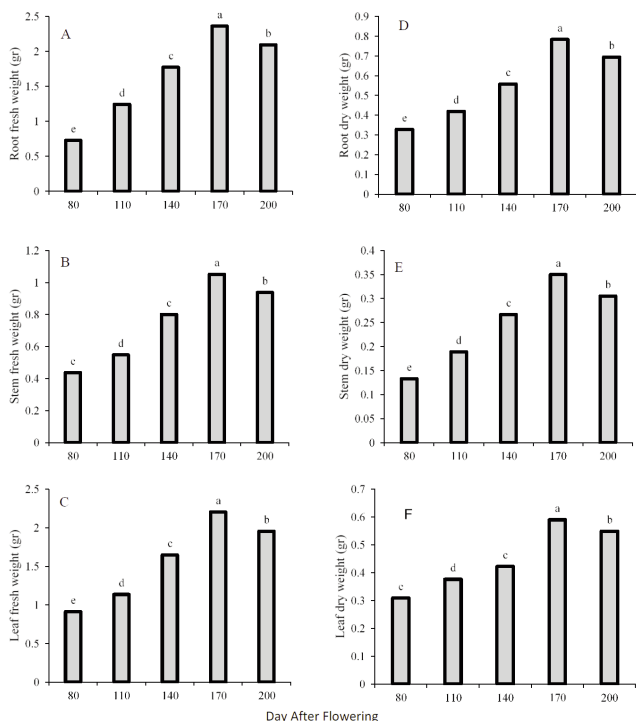 A
Root fresh weight (gr)
2.5
2
1.5
1
0.5
0
e
d
c
a
b
80 110 140 170 200
D
Root dry weight (gr)
0.9
0.8
0.7
0.6
0.5
0.4
0.3
0.2
0.1
0
e
d
c
a
b
80 110 140 170 200
B
Stem fresh weight (gr)
1.2
1
0.8
0.6
0.4
0.2
0
c
d
c
a
b
80 110 140 170 200
E
Stem dry weight (gr)
0.4
0.35
0.3
0.25
0.2
0.15
0.1
0.05
0
e
d
c
a
b
80 110 140 170 200
C
Leaf fresh weight (gr)
2.5
2
1.5
1
0.5
0
e
d
c
a
b
80 110 140 170 200
F
Leaf dry weight (gr)
0.7
0.6
0.5
0.4
0.3
0.2
0.1
0
c
d
c
a
b
80 110 140 170 200
Day After Flowering